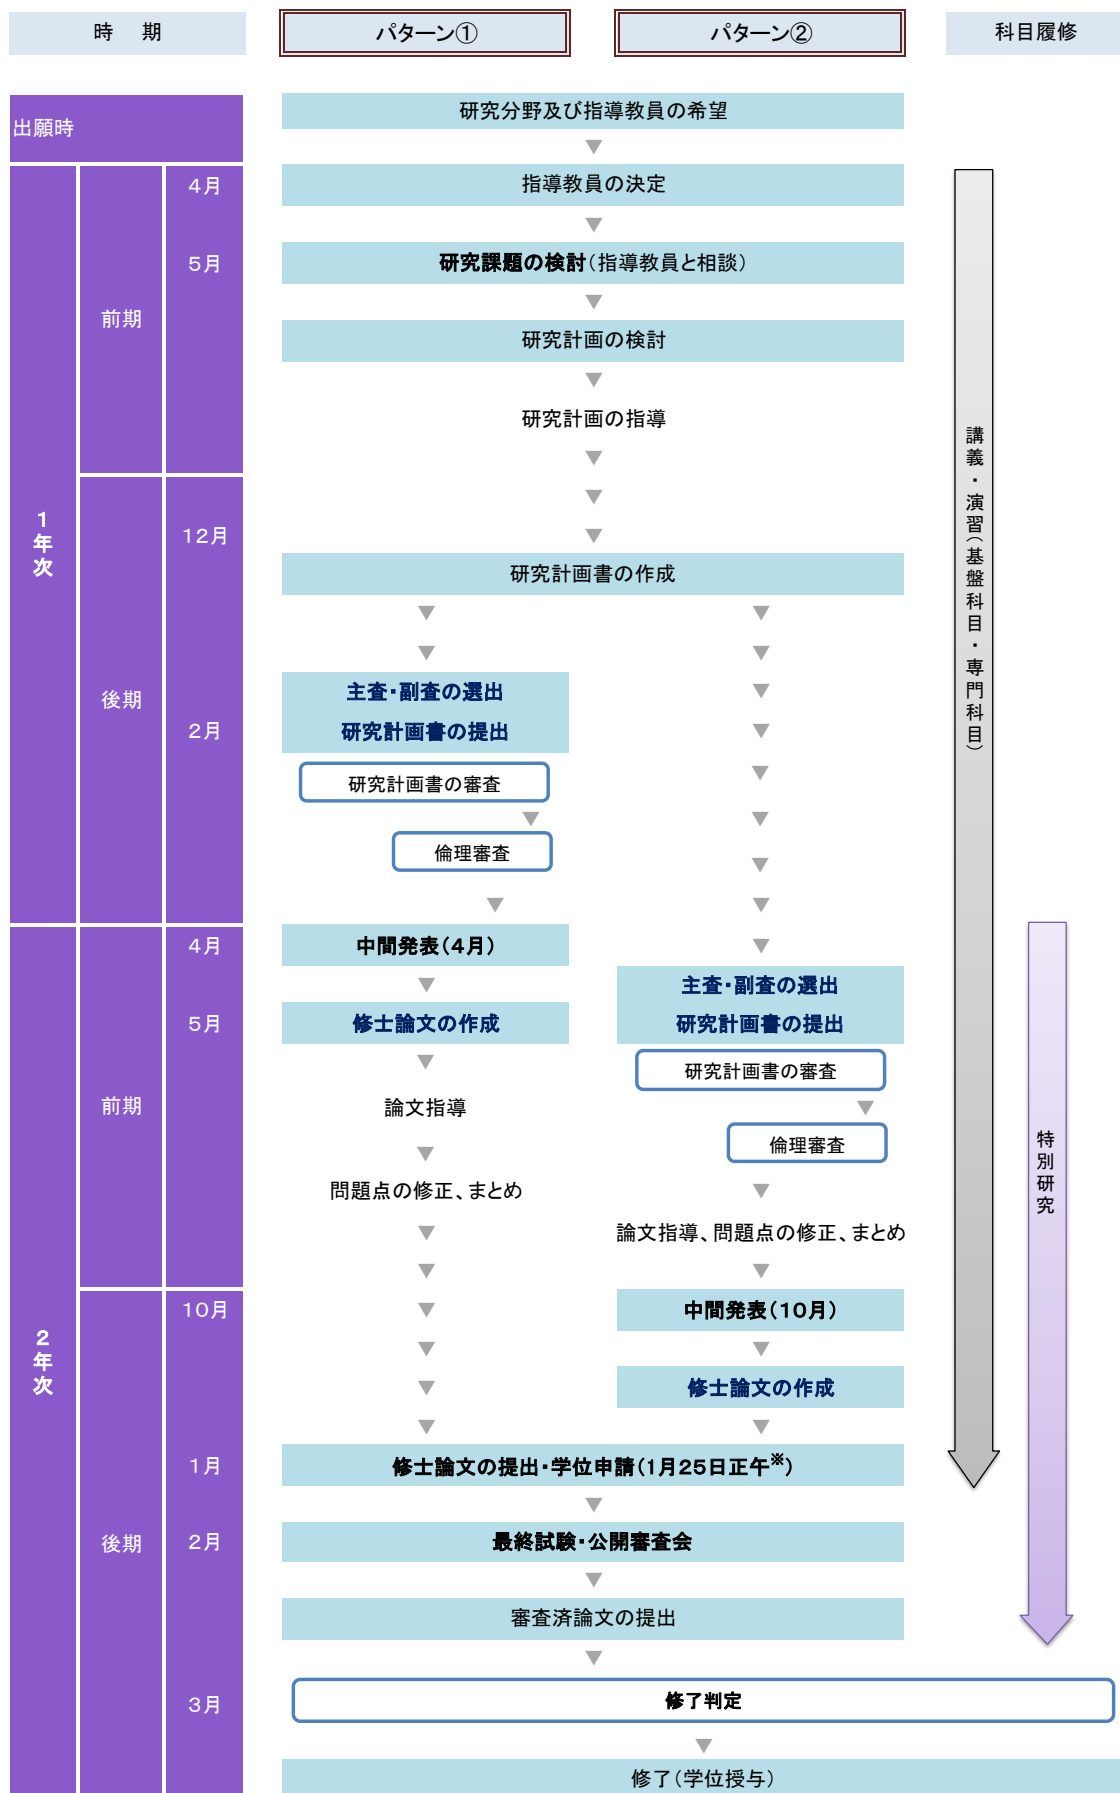 時 期
パターン①
パターン②
科目履修
出願時
研究分野及び指導教員の希望
1年次
前期
4月
指導教員の決定
5月
研究課題の検討（指導教員と相談）
研究計画の検討
研究計画の指導
後期
12月
研究計画書の作成
主査・副査の選出
2月
研究計画書の提出
研究計画書の審査
倫理審査
講義・演習（基盤科目・専門科目）
2年次
前期
4月
中間発表（4月）
主査・副査の選出
5月
修士論文の作成
研究計画書の提出
研究計画書の審査
論文指導
倫理審査
問題点の修正、まとめ
論文指導、問題点の修正、まとめ
特別研究
後期
10月
中間発表（10月）
修士論文の作成
1月
修士論文の提出・学位申請（1月25日正午※）
2月
最終試験・公開審査会
審査済論文の提出
3月
修了判定
修了（学位授与）